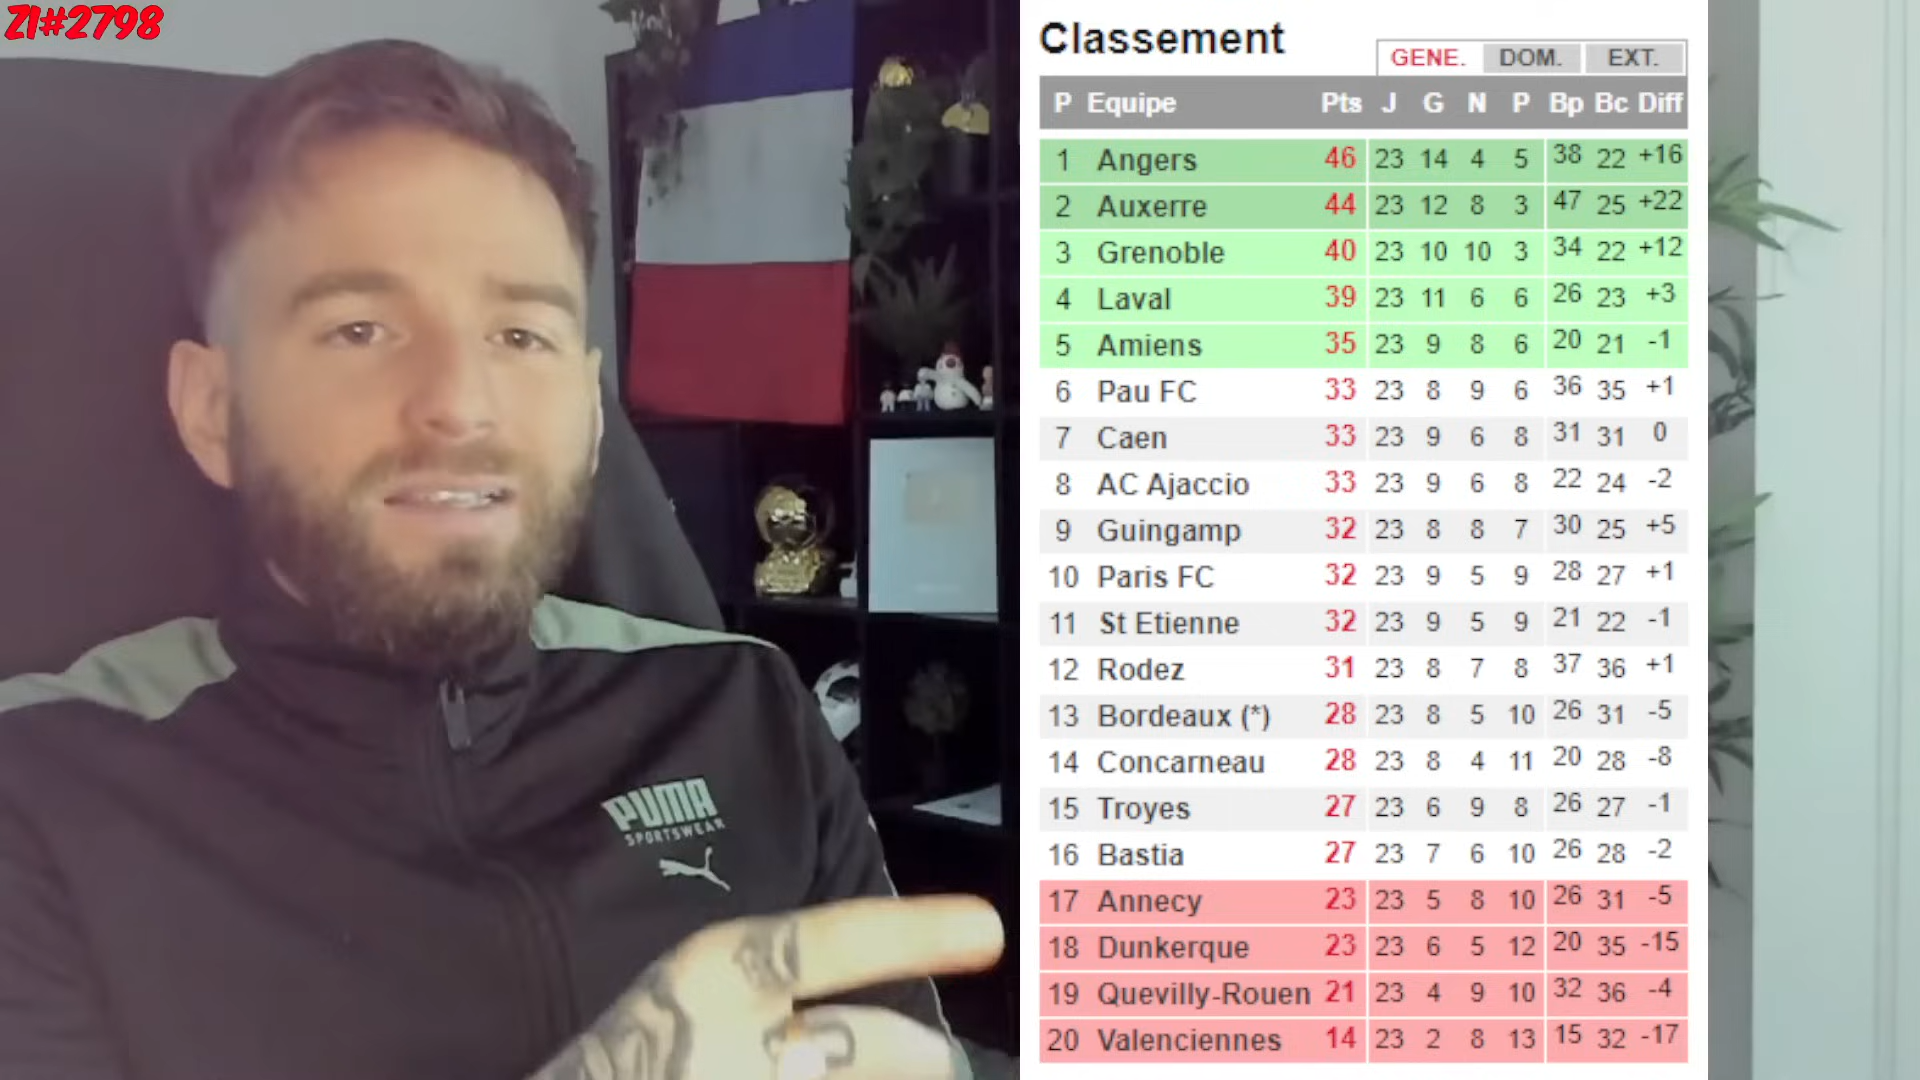 ZI#2798
Classement
GENE. DOM. EXT.
P Equipe Pts J G N P Bp Bc Diff
1 Angers 46 23 14 4 5 38 22 +16
2 Auxerre 44 23 12 8 3 47 25 +22
3 Grenoble 40 23 10 10 3 34 22 +12
4 Laval 39 23 11 6 6 26 23 +3
5 Amiens 35 23 9 8 6 20 21 -1
6 Pau FC 33 23 8 9 6 36 35 +1
7 Caen 33 23 9 6 8 31 31 0
8 AC Ajaccio 33 23 9 6 8 22 24 -2
9 Guingamp 32 23 8 8 7 30 25 +5
10 Paris FC 32 23 9 5 9 28 27 +1
11 St Etienne 32 23 9 5 9 21 22 -1
12 Rodez 31 23 8 7 8 37 36 +1
13 Bordeaux (*) 28 23 8 5 10 26 31 -5
14 Concarneau 28 23 8 4 11 20 28 -8
15 Troyes 27 23 6 9 8 26 27 -1
16 Bastia 27 23 7 6 10 26 28 -2
17 Annecy 23 23 5 8 10 26 31 -5
18 Dunkerque 23 23 6 5 12 20 35 -15
19 Quevilly-Rouen 21 23 4 9 10 32 36 -4
20 Valenciennes 14 23 2 8 13 15 32 -17
PUMA
SPORTSWEAR